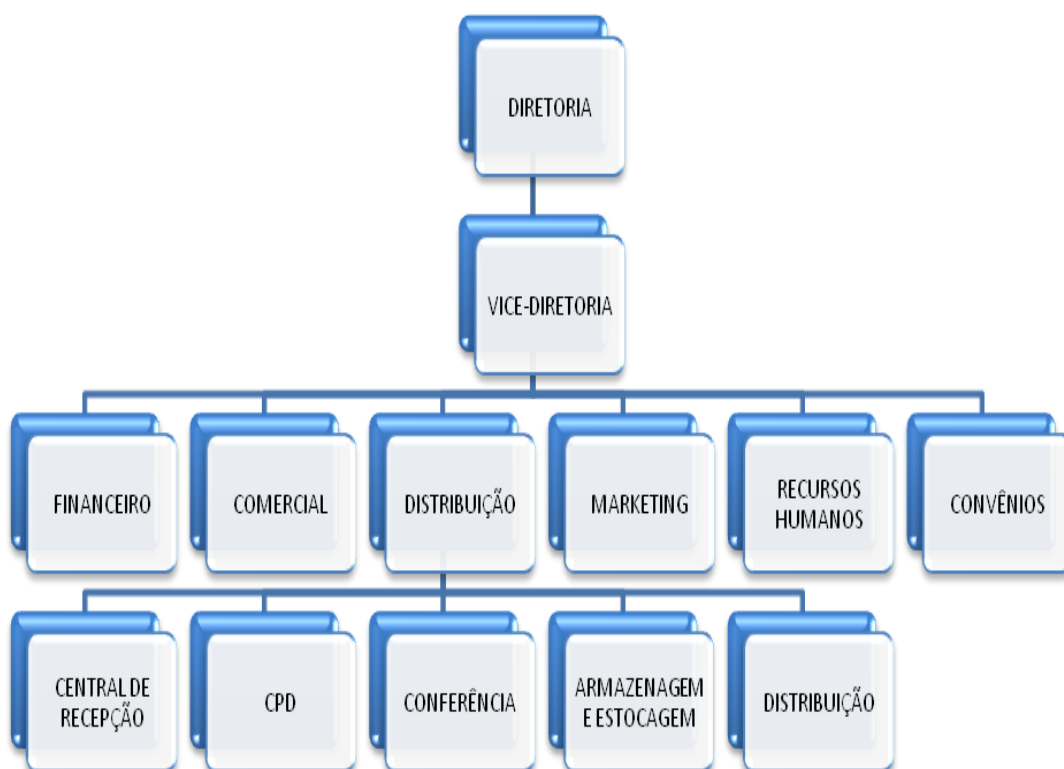 DIRETORIA
VICE-DIRETORIA
FINANCEIRO
COMERCIAL
DISTRIBUIÇÃO
MARKETING
RECURSOS
HUMANOS
CONVÊNIOS
CENTRAL DE
RECEPÇÃO
CPD
CONFERÊNCIA
ARMAZENAGEM
E ESTOCAGEM
DISTRIBUIÇÃO